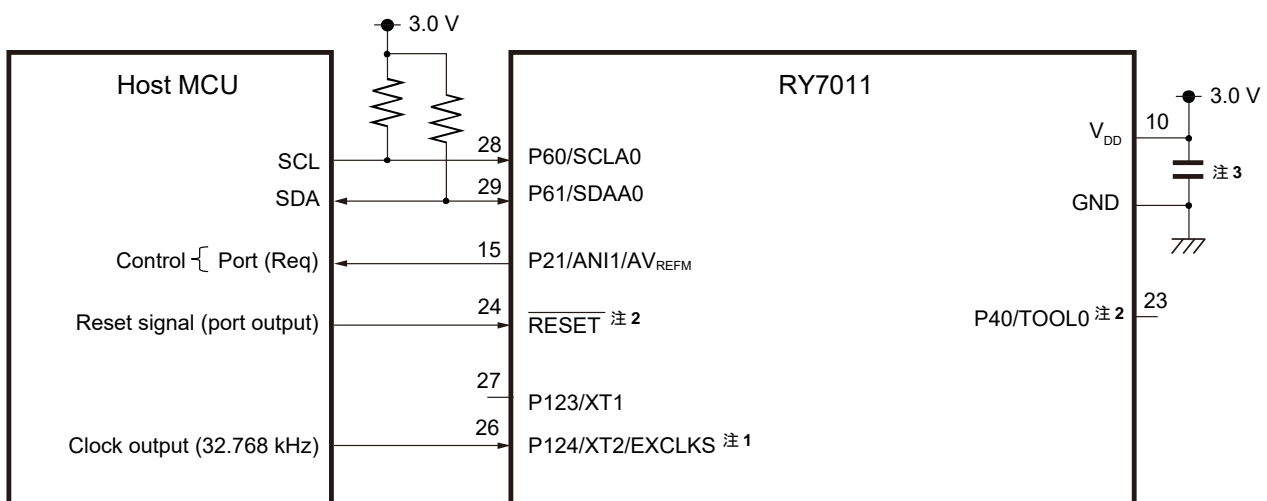 3.0 V
Host MCU
RY7011
3.0 V
10
VDD
注 3
GND
SCL
28
P60/SCLA0
SDA
29
P61/SDAA0
Control { Port (Req)
15
P21/ANI1/AVREFM
Reset signal (port output)
24
RESET 注 2
23
P40/TOOL0 注 2
27
P123/XT1
Clock output (32.768 kHz)
26
P124/XT2/EXCLKS 注 1